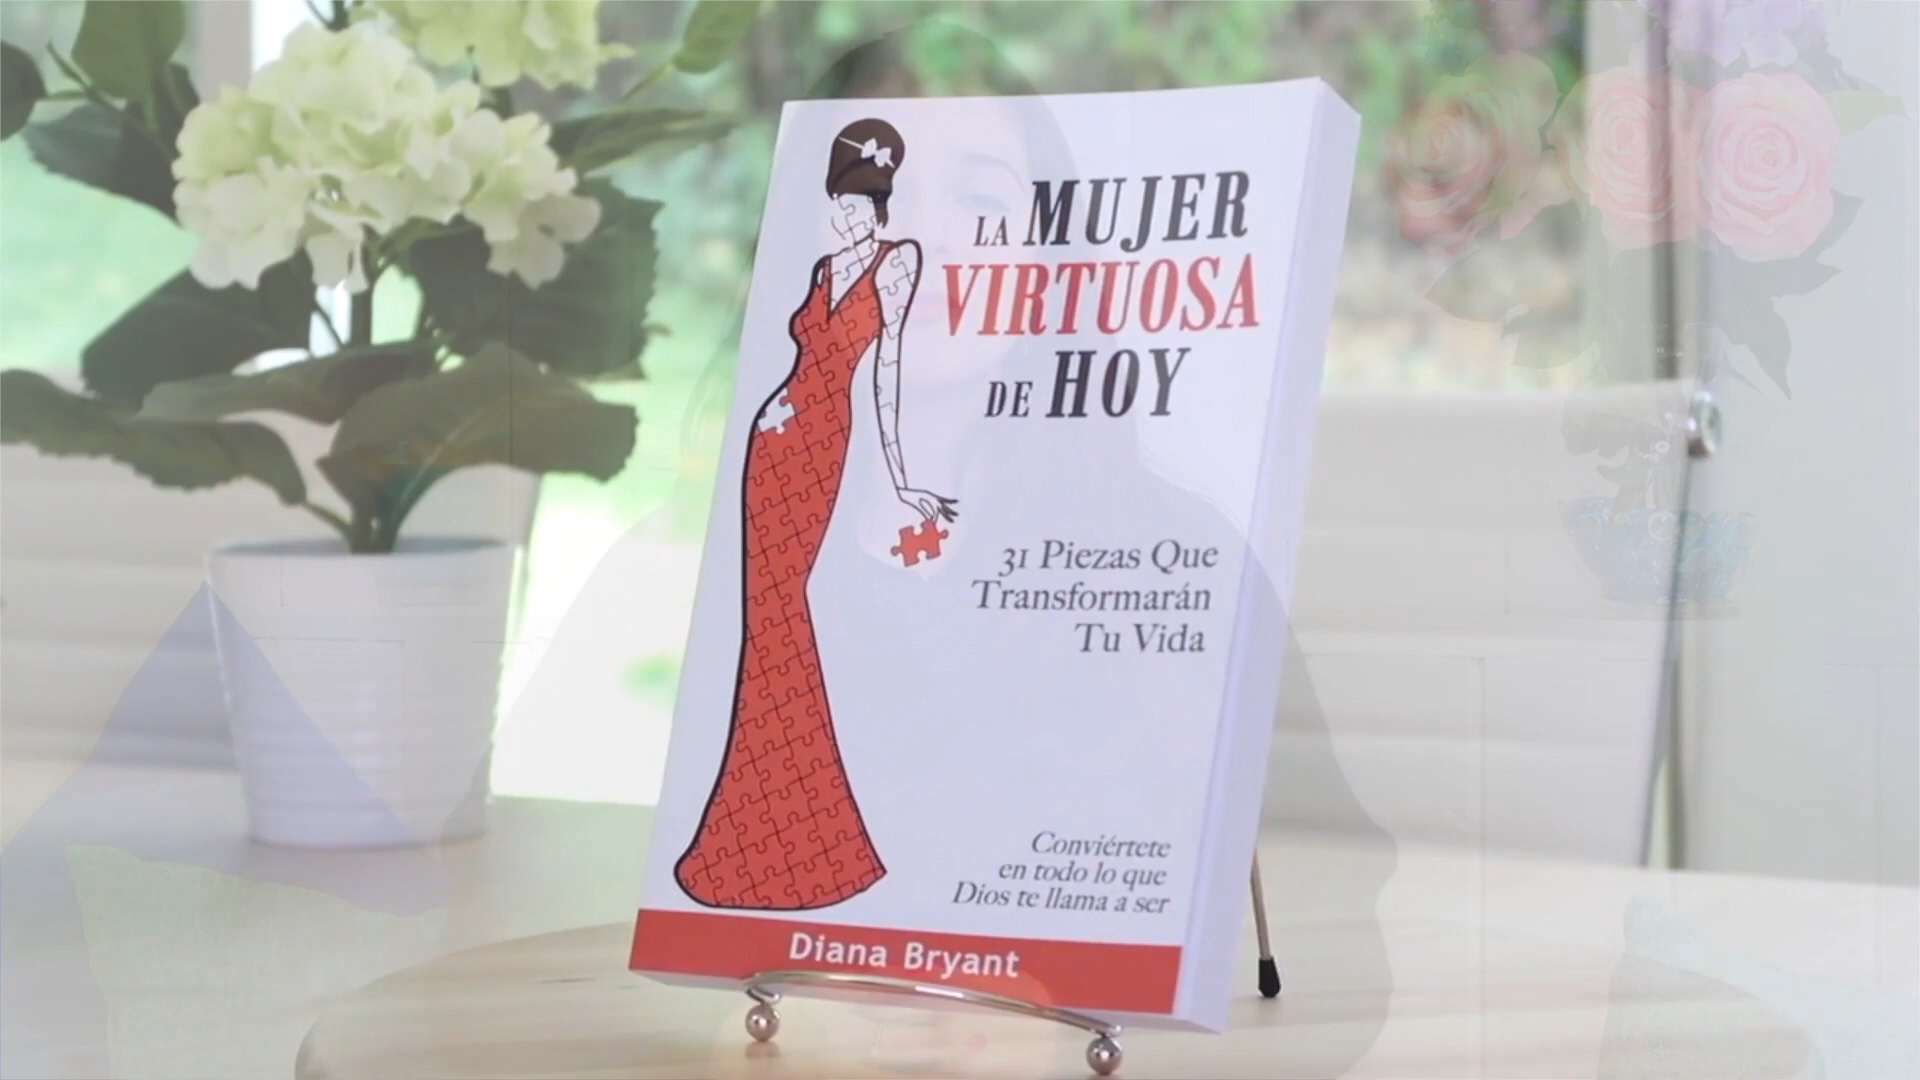 LA MUJER
VIRTUOSA
DE HOY
31 Piezas Que
Transformarán
Tu Vida
Conviértete
en todo lo que
Dios te llama a ser
Diana Bryant